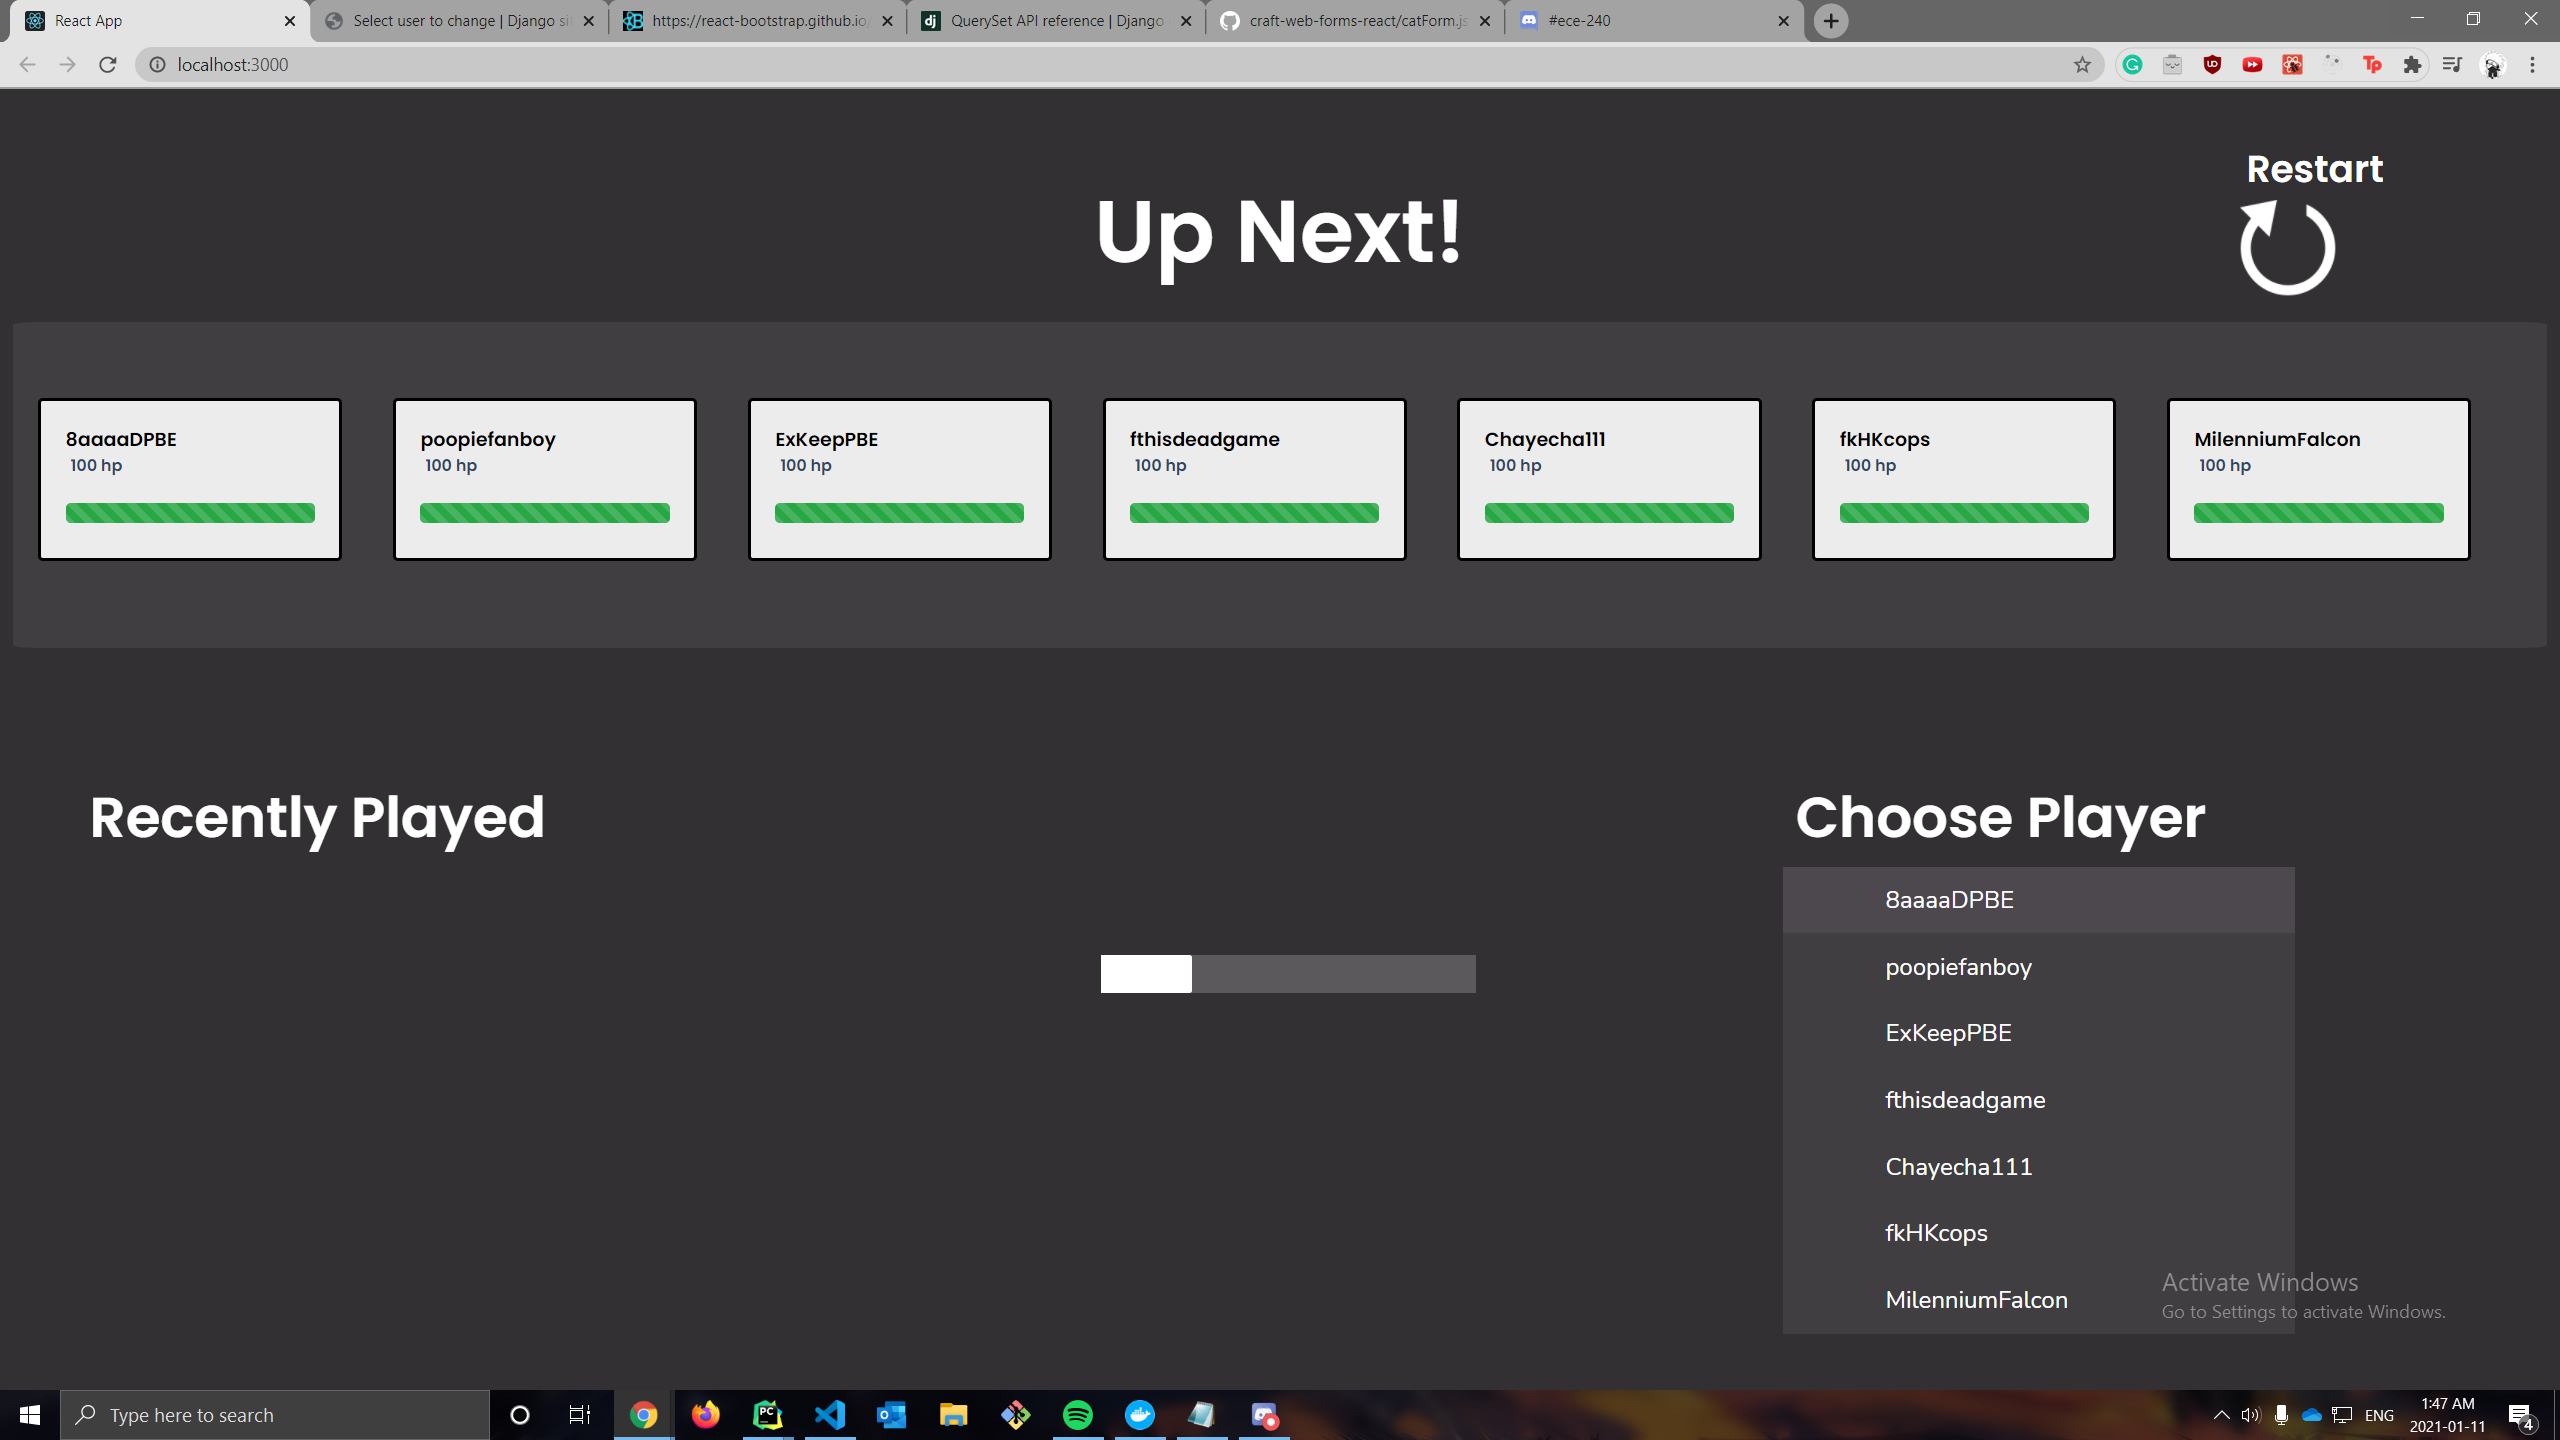 React App
Select user to change | Django si
https://react-bootstrap.github.io/
QuerySet API reference | Django
craft-web-forms-react/catForm.js
#ece-240
localhost:3000
Restart
Up Next!
8aaaaDPBE
100 hp
poopiefanboy
100 hp
ExKeepPBE
100 hp
fthisdeadgame
100 hp
Chayecha111
100 hp
fkHKcops
100 hp
MilenniumFalcon
100 hp
Recently Played
Choose Player
8aaaaDPBE
poopiefanboy
ExKeepPBE
fthisdeadgame
Chayecha111
fkHKcops
MilenniumFalcon
Activate Windows
Go to Settings to activate Windows.
Type here to search
ENG
1:47 AM
2021-01-11
4